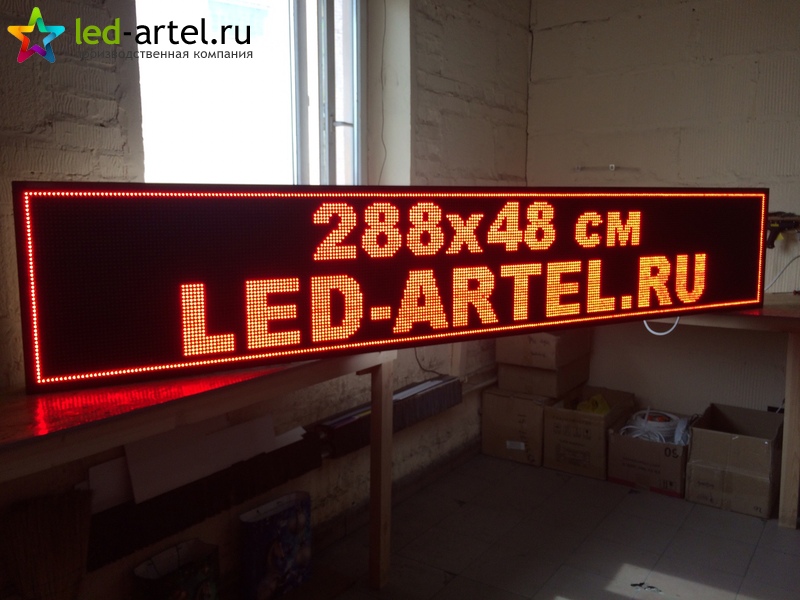 led-artel.ru
производственная компания
288x48 см
LED-ARTEL.RU